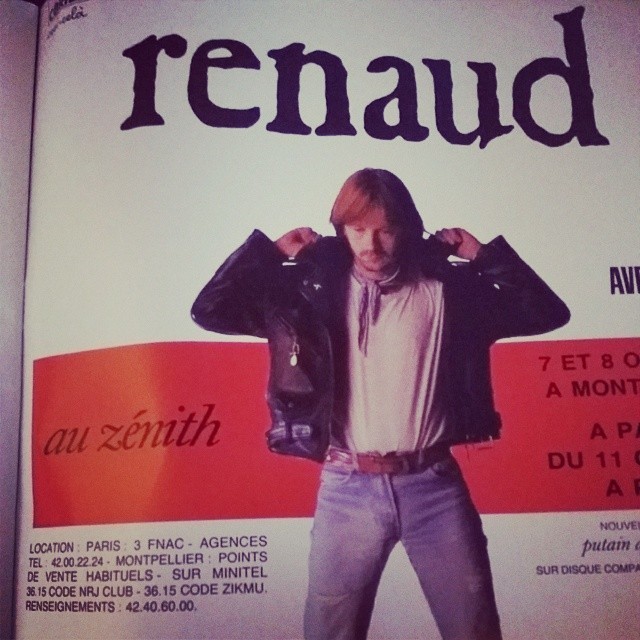 renaud
au zénith
7 ET 8 O
A MONT
A PA
DU 11 O
A P
LOCATION : PARIS : 3 FNAC - AGENCES
TEL : 42.00.22.24 - MONTPELLIER : POINTS
DE VENTE HABITUELS - SUR MINITEL
36.15 CODE NRJ CLUB - 36.15 CODE ZIKMU.
RENSEIGNEMENTS : 42.40.60.00.
NOUVE
putain d
SUR DISQUE COMPA